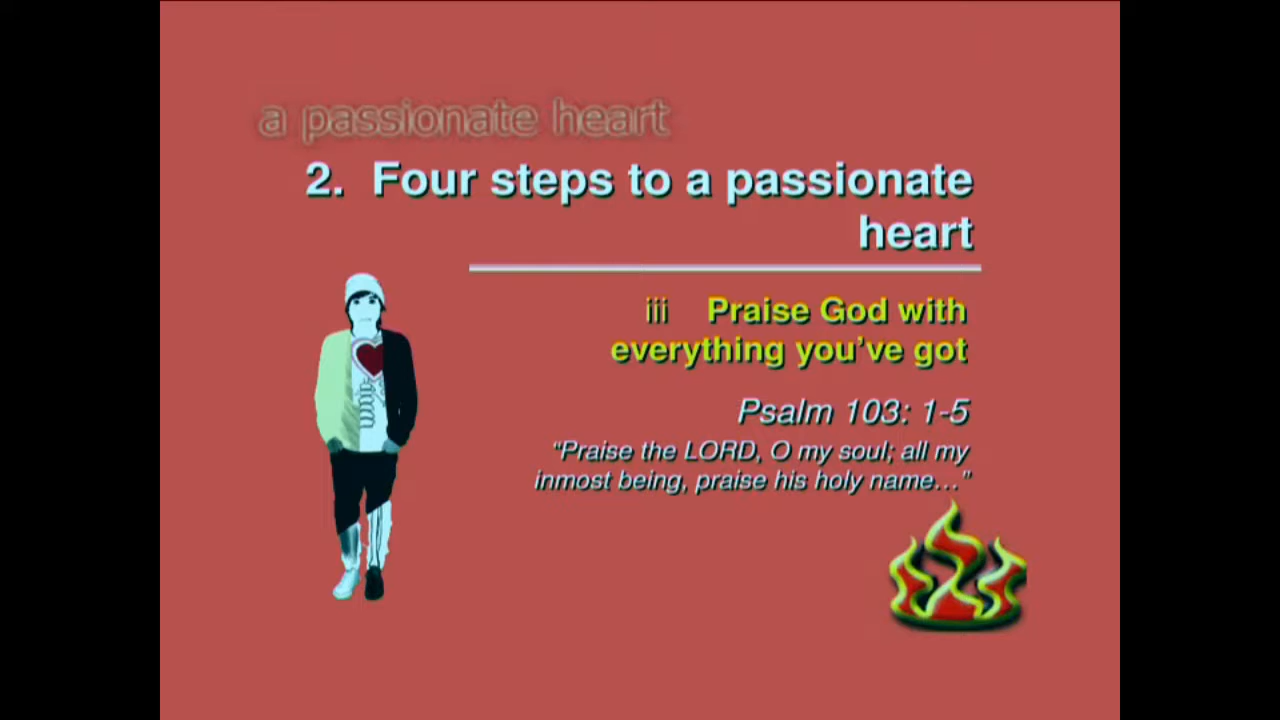 a passionate heart
2. Four steps to a passionate
heart
iii Praise God with
everything you've got
Psalm 103: 1-5
“Praise the LORD, O my soul; all my
inmost being, praise his holy name…”